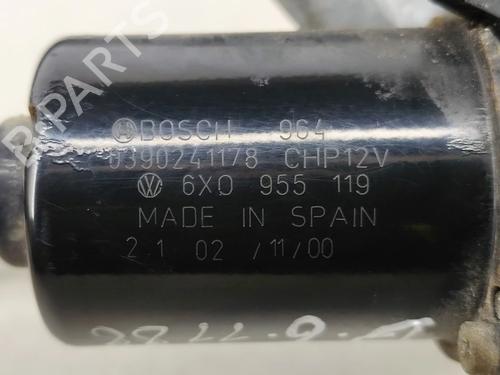 BOSCH 964
0390241178 CHP12V
6X0 955 119
MADE IN SPAIN
2 1 02 /11/00